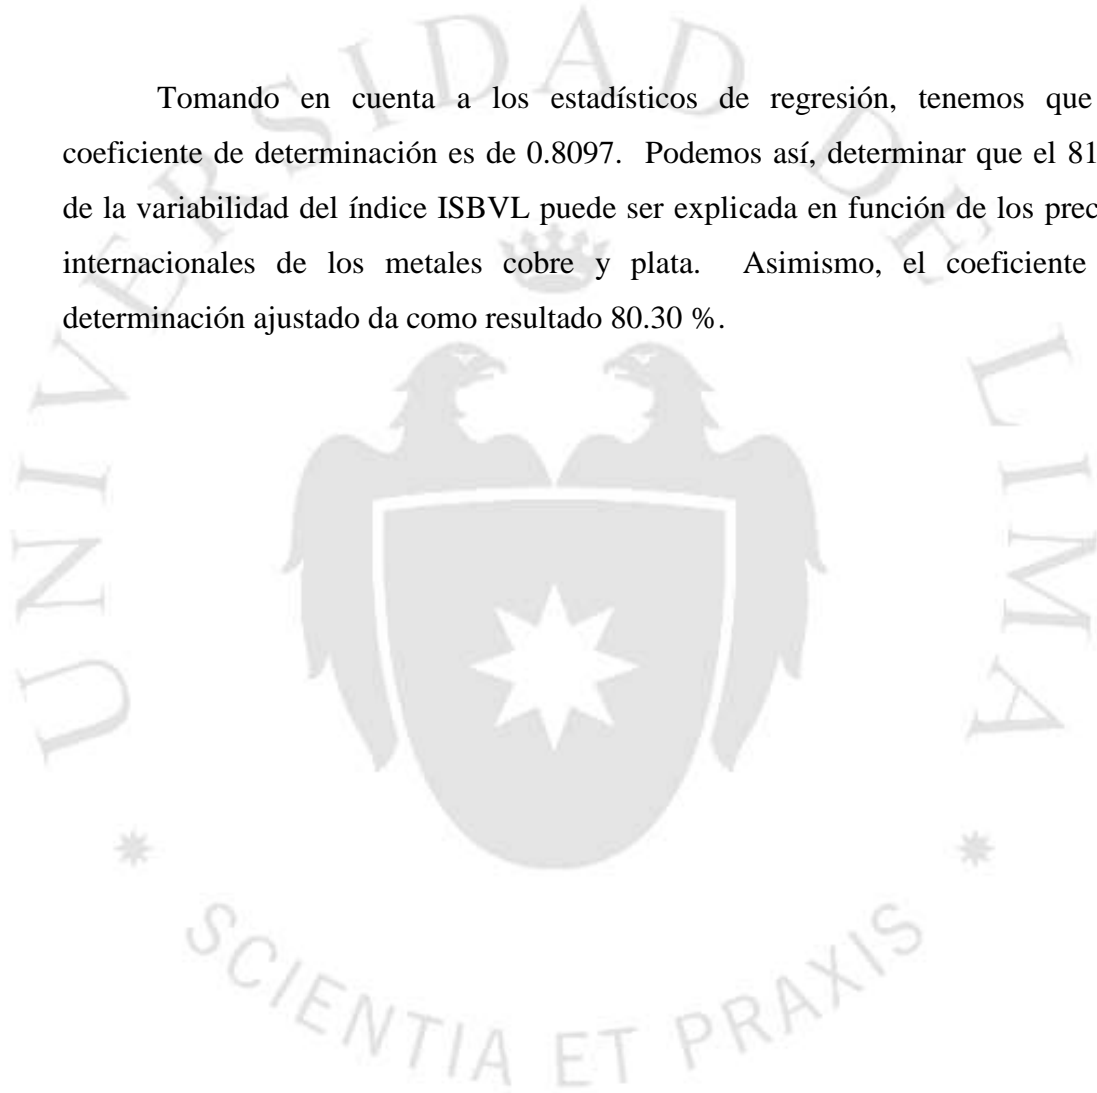 Tomando en cuenta a los estadísticos de regresión, tenemos que
coeficiente de determinación es de 0.8097. Podemos así, determinar que el 81
de la variabilidad del índice ISBVL puede ser explicada en función de los prec
internacionales de los metales cobre y plata. Asimismo, el coeficiente
determinación ajustado da como resultado 80.30 %.
UNIVERSIDAD DE LIMA
SCIENTIA ET PRAXIS